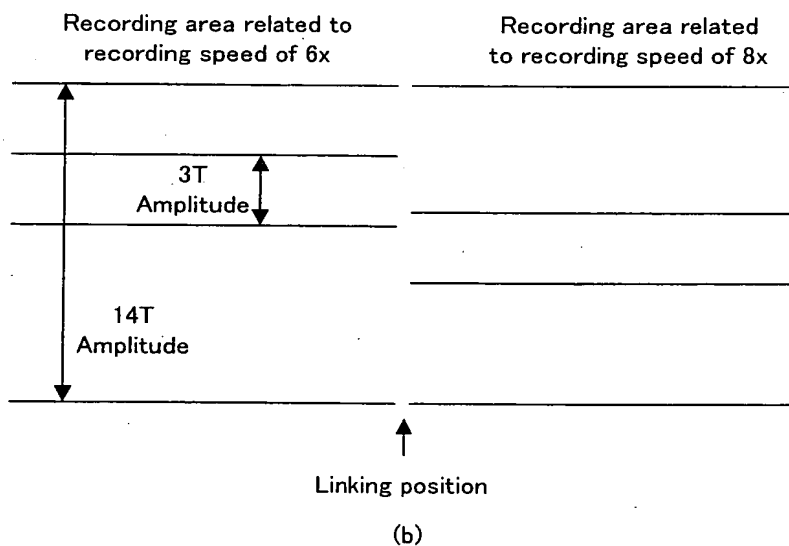 Recording area related to
recording speed of 6x
Recording area related
to recording speed of 8x
3T
Amplitude
14T
Amplitude
Linking position
(b)